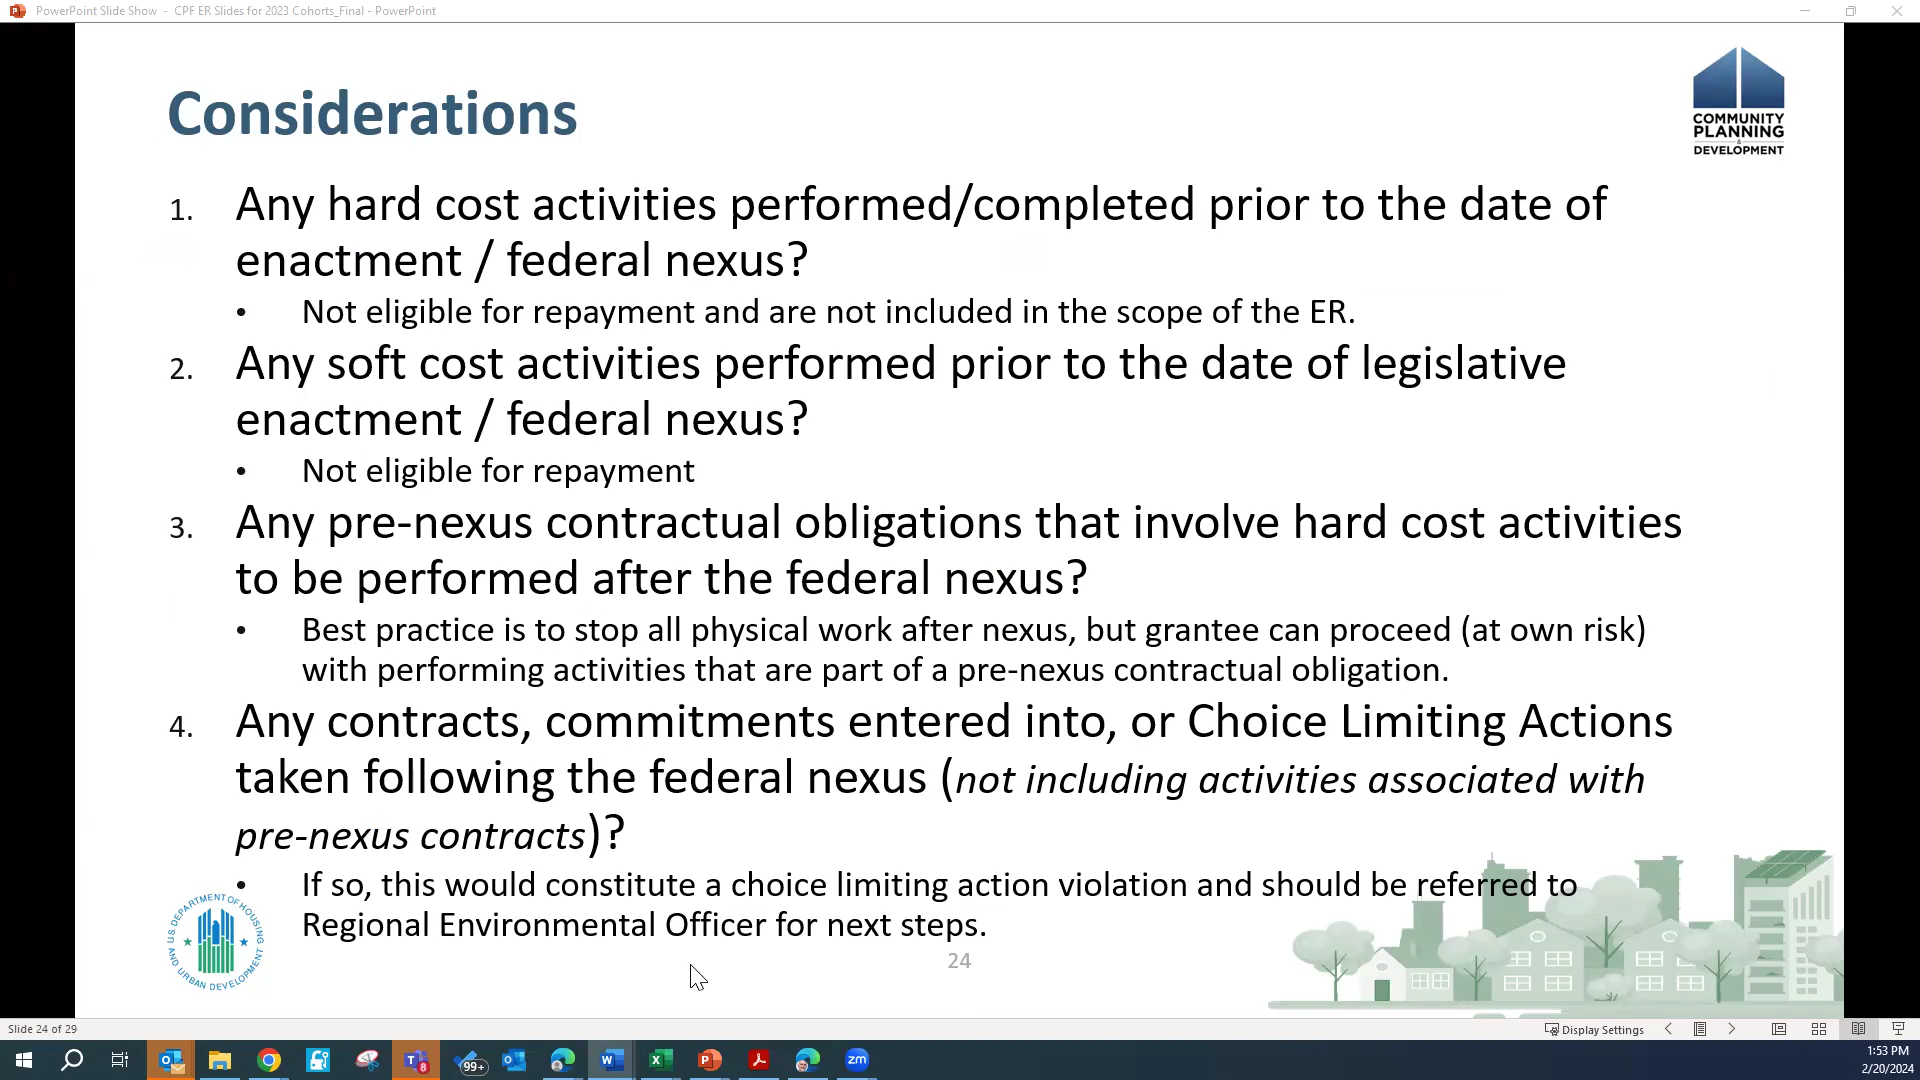 PowerPoint Slide Show - CPF ER Slides for 2023 Cohorts_Final - PowerPoint
COMMUNITY
PLANNING
&
DEVELOPMENT
Considerations
1. Any hard cost activities performed/completed prior to the date of
enactment / federal nexus?
• Not eligible for repayment and are not included in the scope of the ER.
2. Any soft cost activities performed prior to the date of legislative
enactment / federal nexus?
• Not eligible for repayment
3. Any pre-nexus contractual obligations that involve hard cost activities
to be performed after the federal nexus?
• Best practice is to stop all physical work after nexus, but grantee can proceed (at own risk)
with performing activities that are part of a pre-nexus contractual obligation.
4. Any contracts, commitments entered into, or Choice Limiting Actions
taken following the federal nexus (not including activities associated with
pre-nexus contracts)?
• If so, this would constitute a choice limiting action violation and should be referred to
Regional Environmental Officer for next steps.
US DEPARTMENT OF HOUSING
AND URBAN DEVELOPMENT
24
Slide 24 of 29
Display Settings
99+
8
zm
1:53 PM
2/20/2024